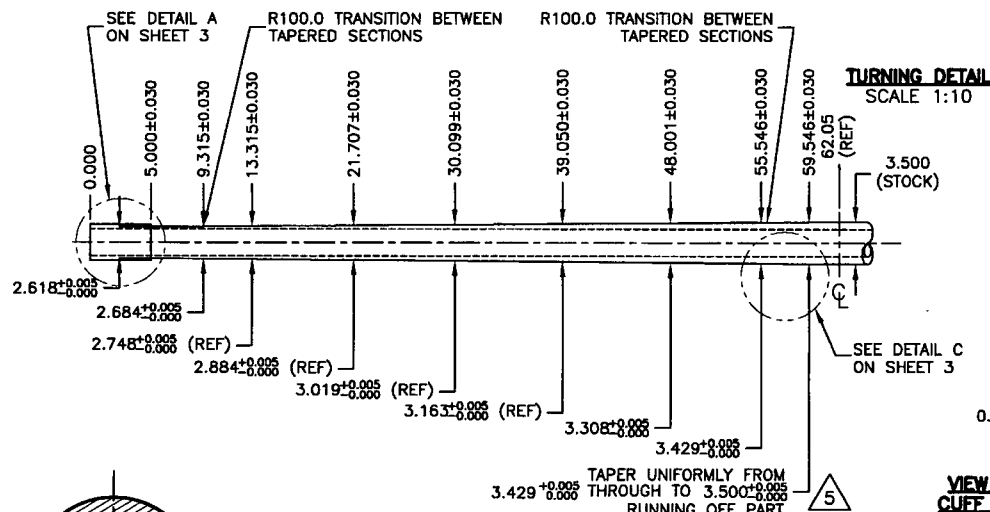 SEE DETAIL A
ON SHEET 3
R100.0 TRANSITION BETWEEN
TAPERED SECTIONS
R100.0 TRANSITION BETWEEN
TAPERED SECTIONS
TURNING DETAIL
SCALE 1:10
0.000
5.000±0.030
9.315±0.030
13.315±0.030
21.707±0.030
30.099±0.030
39.050±0.030
48.001±0.030
55.546±0.030
59.546±0.030
62.05
(REF)
3.500
(STOCK)
2.618 +0.005 -0.000
2.684 +0.005 -0.000
2.748 +0.005 -0.000 (REF)
2.884 +0.005 -0.000 (REF)
3.019 +0.005 -0.000 (REF)
3.163 +0.005 -0.000 (REF)
3.308 +0.005 -0.000
3.429 +0.005 -0.000
℄
SEE DETAIL C
ON SHEET 3
0.
TAPER UNIFORMLY FROM
3.429 +0.005 0.000 THROUGH TO 3.500 +0.005 -0.000
RUNNING OFF PART
5
VIEW
CUFF